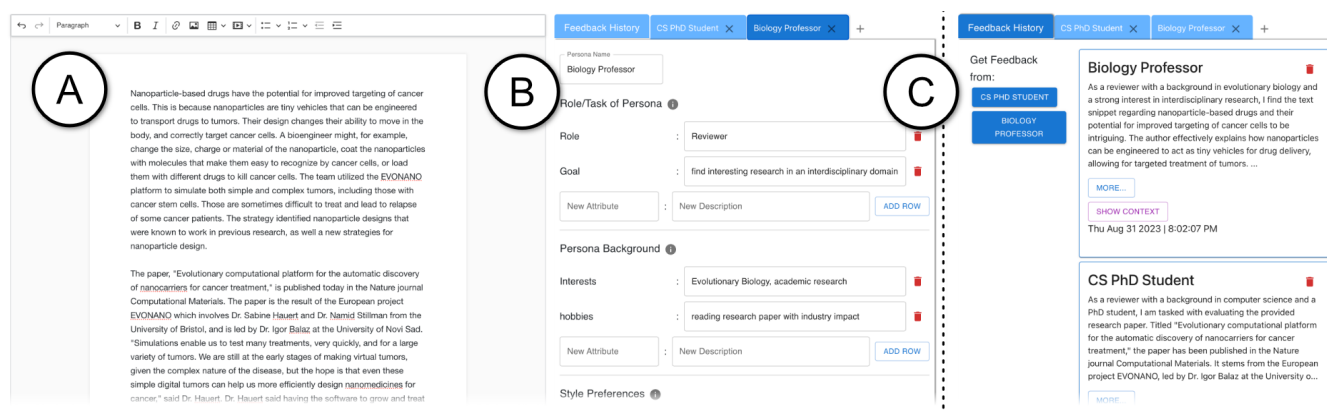 Paragraph
B I
A
Nanoparticle-based drugs have the potential for improved targeting of cancer
cells. This is because nanoparticles are tiny vehicles that can be engineered
to transport drugs to tumors. Their design changes their ability to move in the
body, and correctly target cancer cells. A bioengineer might, for example,
change the size, charge or material of the nanoparticle, coat the nanoparticles
with molecules that make them easy to recognize by cancer cells, or load
them with different drugs to kill cancer cells. The team utilized the EVONANO
platform to simulate both simple and complex tumors, including those with
cancer stem cells. Those are sometimes difficult to treat and lead to relapse
of some cancer patients. The strategy identified nanoparticle designs that
were known to work in previous research, as well a new strategies for
nanoparticle design.
The paper, "Evolutionary computational platform for the automatic discovery
of nanocarriers for cancer treatment," is published today in the Nature journal
Computational Materials. The paper is the result of the European project
EVONANO which involves Dr. Sabine Hauert and Dr. Namid Stillman from the
University of Bristol, and is led by Dr. Igor Balaz at the University of Novi Sad.
"Simulations enable us to test many treatments, very quickly, and for a large
variety of tumors. We are still at the early stages of making virtual tumors,
given the complex nature of the disease, but the hope is that even these
simple digital tumors can help us more efficiently design nanomedicines for
cancer," said Dr. Hauert. Dr. Hauert said having the software to grow and treat
Feedback History CS PhD Student Biology Professor +
B
Persona Name
Biology Professor
Role/Task of Persona
Role : Reviewer
Goal : find interesting research in an interdisciplinary domain
New Attribute : New Description ADD ROW
Persona Background
Interests : Evolutionary Biology, academic research
hobbies : reading research paper with industry impact
New Attribute : New Description ADD ROW
Style Preferences
Feedback History CS PhD Student Biology Professor +
C
Get Feedback
from:
CS PHD STUDENT
BIOLOGY
PROFESSOR
Biology Professor
As a reviewer with a background in evolutionary biology and
a strong interest in interdisciplinary research, I find the text
snippet regarding nanoparticle-based drugs and their
potential for improved targeting of cancer cells to be
intriguing. The author effectively explains how nanoparticles
can be engineered to act as tiny vehicles for drug delivery,
allowing for targeted treatment of tumors. ...
MORE...
SHOW CONTEXT
Thu Aug 31 2023 | 8:02:07 PM
CS PhD Student
As a reviewer with a background in computer science and a
PhD student, I am tasked with evaluating the provided
research paper. Titled "Evolutionary computational platform
for the automatic discovery of nanocarriers for cancer
treatment," the paper has been published in the Nature
journal Computational Materials. It stems from the European
project EVONANO, led by Dr. Igor Balaz at the University o...
MORE...